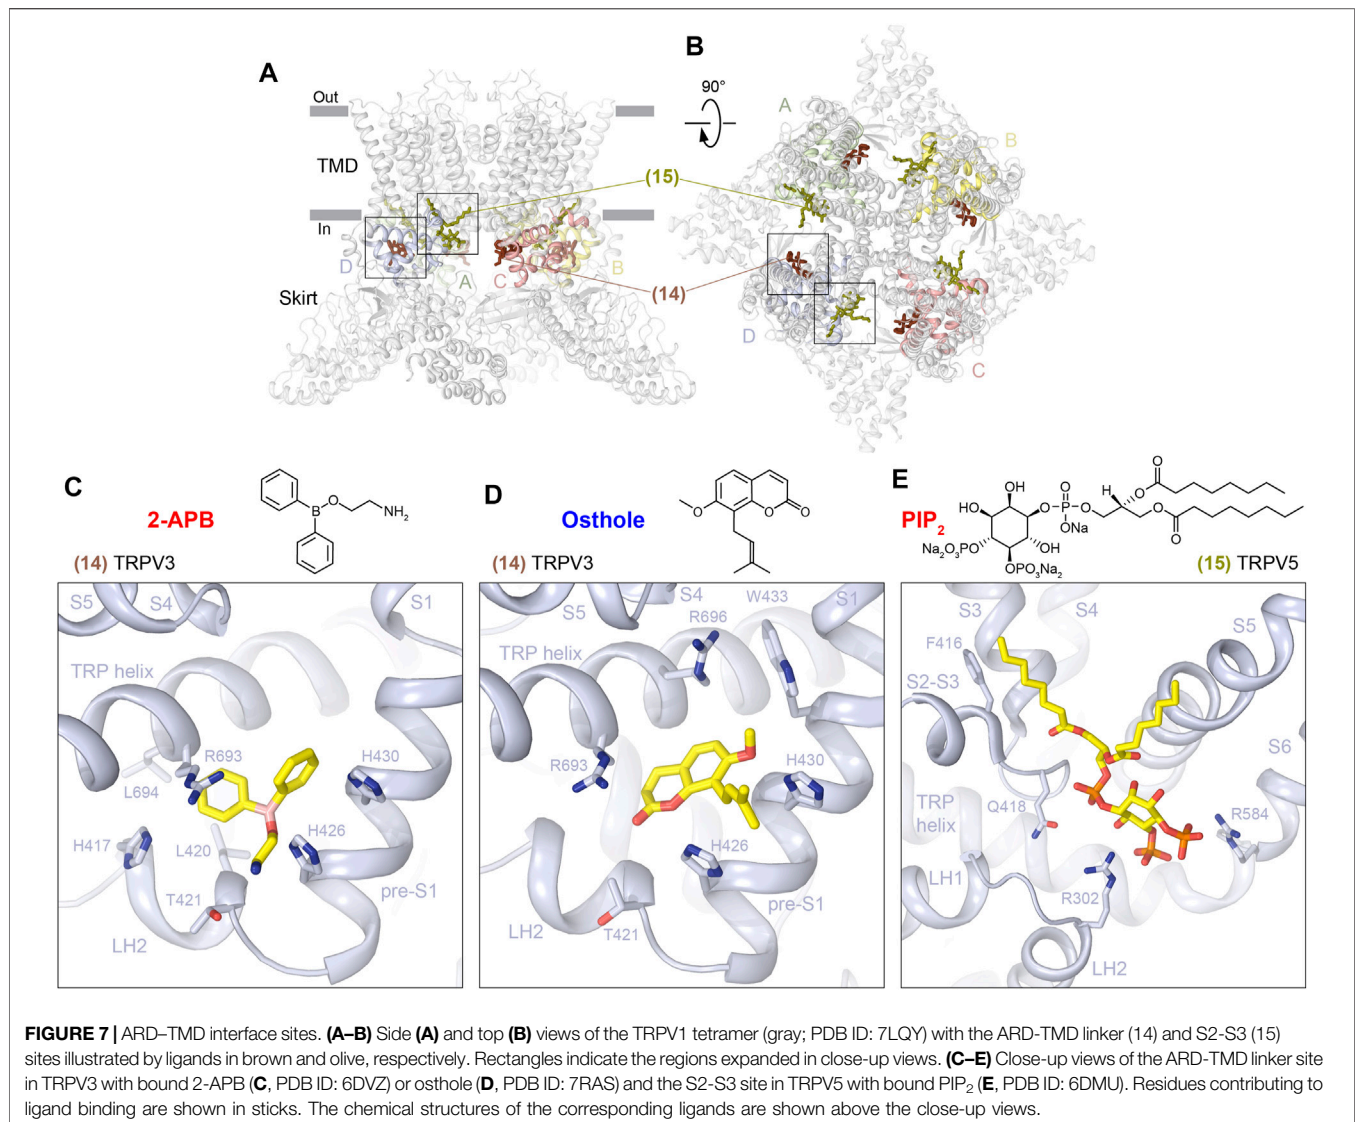 A
B
Out
90°
A
B
TMD
(15)
In
D
A
C
B
Skirt
(14)
D
C
C
2-APB
B
O
NH2
(14) TRPV3
D
Osthole
O
O
O
(14) TRPV3
E
PIP2
OH
HO
O
O
P
ONa
O
H
O
O
O
O
Na2O3PO
OH
OPO3Na2
(15) TRPV5
S5
S4
S1
TRP helix
R693
H430
L694
H417
L420
H426
T421
pre-S1
LH2
S4
W433
S5
R696
S1
TRP helix
R693
H430
H426
pre-S1
LH2
T421
S3
S4
S5
F416
S2-S3
S6
TRP
helix
Q418
R584
LH1
R302
LH2
FIGURE 7 | ARD–TMD interface sites. (A–B) Side (A) and top (B) views of the TRPV1 tetramer (gray; PDB ID: 7LQY) with the ARD-TMD linker (14) and S2-S3 (15)
sites illustrated by ligands in brown and olive, respectively. Rectangles indicate the regions expanded in close-up views. (C–E) Close-up views of the ARD-TMD linker site
in TRPV3 with bound 2-APB (C, PDB ID: 6DVZ) or osthole (D, PDB ID: 7RAS) and the S2-S3 site in TRPV5 with bound PIP2 (E, PDB ID: 6DMU). Residues contributing to
ligand binding are shown in sticks. The chemical structures of the corresponding ligands are shown above the close-up views.